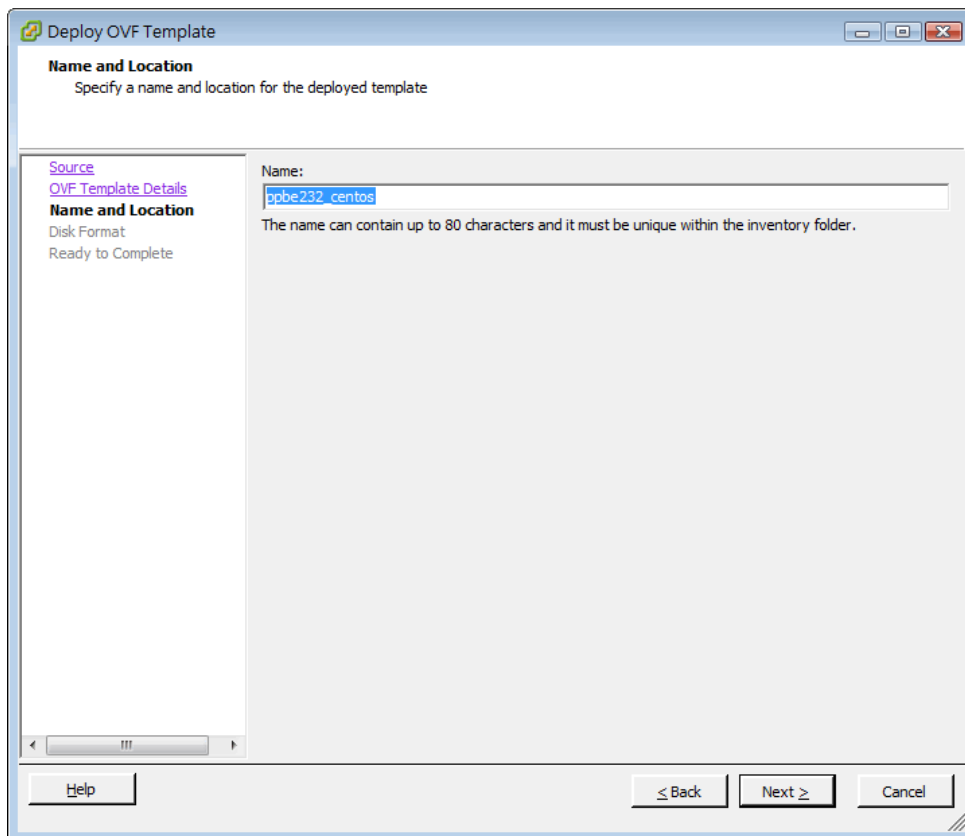 Deploy OVF Template
Name and Location
Specify a name and location for the deployed template
Source
OVF Template Details
Name and Location
Disk Format
Ready to Complete
Name:
ppbe232_centos
The name can contain up to 80 characters and it must be unique within the inventory folder.
Help
< Back
Next >
Cancel